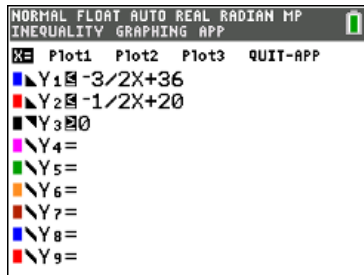 NORMAL FLOAT AUTO REAL RADIAN MP
INEQUALITY GRAPHING APP
X= Plot1 Plot2 Plot3 QUIT-APP
Y₁≤-3/2X+36
Y₂≤-1/2X+20
Y₃≥0
Y₄=
Y₅=
Y₆=
Y₇=
Y₈=
Y₉=